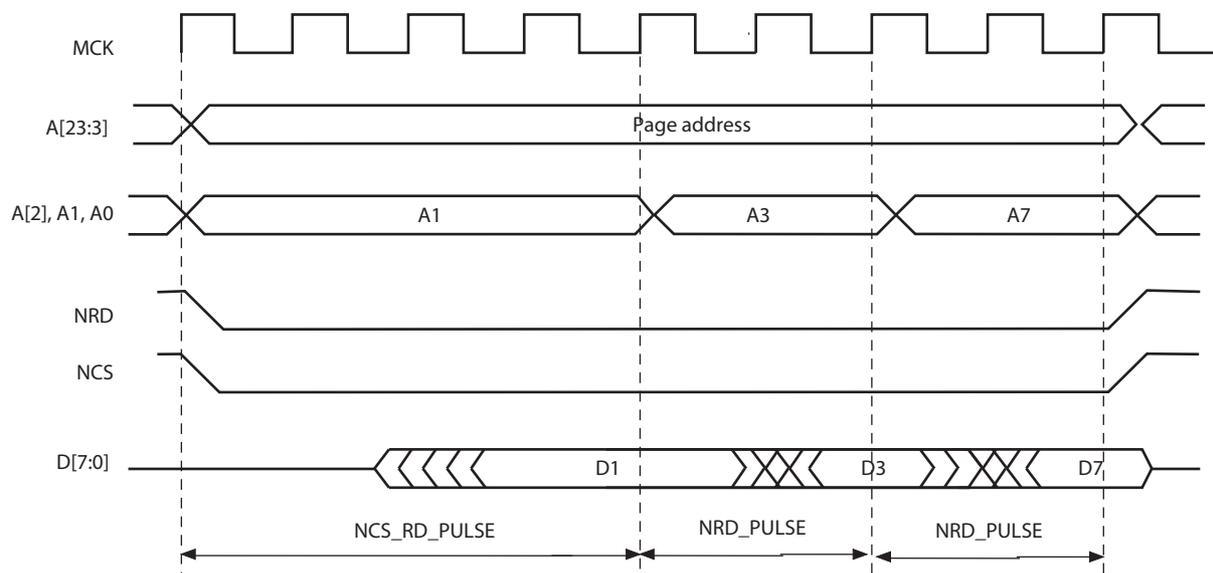 MCK
A[23:3]
Page address
A[2], A1, A0
A1
A3
A7
NRD
NCS
D[7:0]
D1
D3
D7
NCS_RD_PULSE
NRD_PULSE
NRD_PULSE